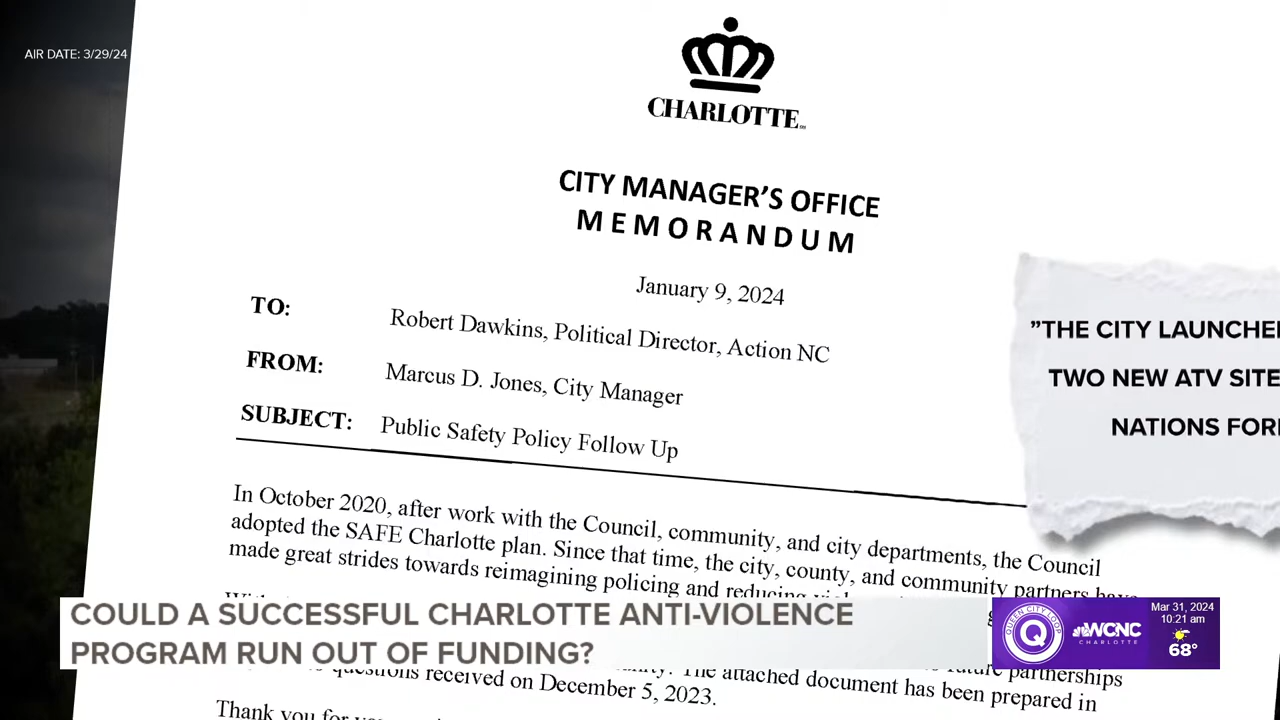 AIR DATE: 3/29/24
CHARLOTTE
CITY MANAGER'S OFFICE
MEMORANDUM
January 9, 2024
TO: Robert Dawkins, Political Director, Action NC
FROM: Marcus D. Jones, City Manager
SUBJECT: Public Safety Policy Follow Up
In October 2020, after work with the Council, community, and city departments, the Council
adopted the SAFE Charlotte plan. Since that time, the city, county, and community partners have
made great strides towards reimagining policing and reducing
The attached document has been prepared in
future partnerships
questions received on December 5, 2023.
Thank you for
"THE CITY LAUNCHE
TWO NEW ATV SITE
NATIONS FOR
COULD A SUCCESSFUL CHARLOTTE ANTI-VIOLENCE
PROGRAM RUN OUT OF FUNDING?
QUEEN CITY LOOP
Q
WCNC
CHARLOTTE
Mar 31, 2024
10:21 am
68°